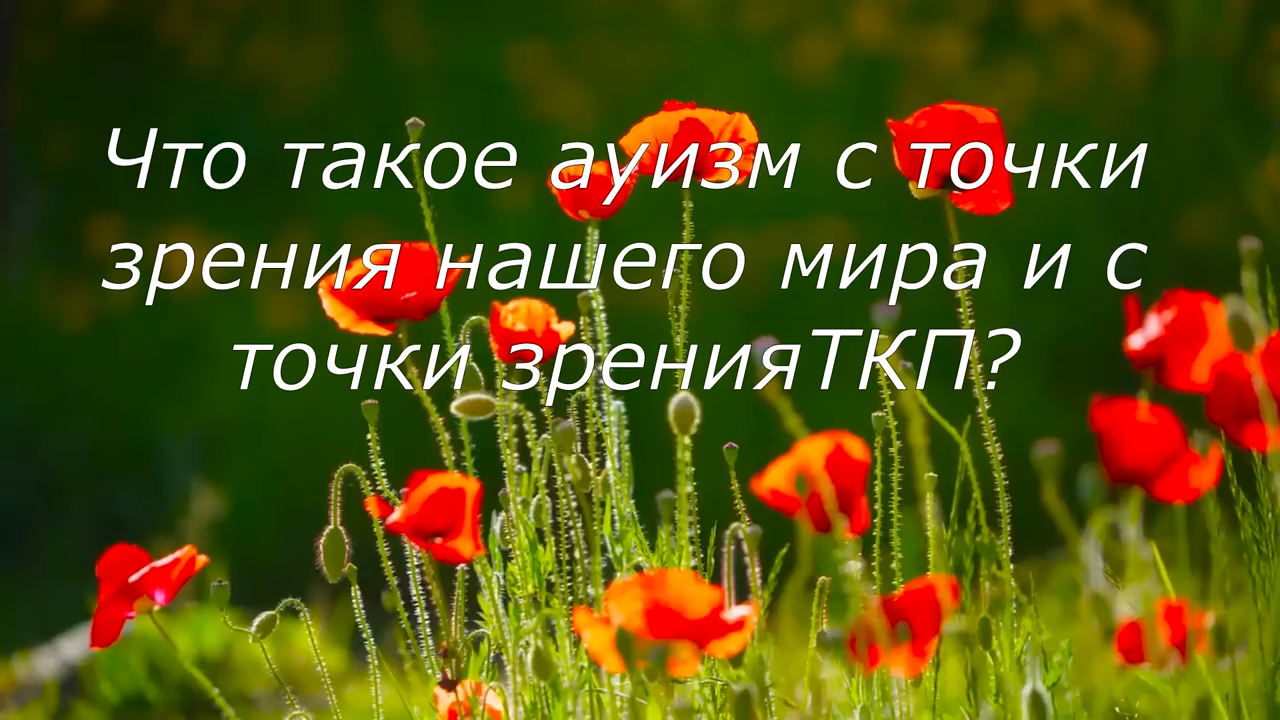 Что такое ауизм с точки
зрения нашего мира и с
точки зренияТКП?